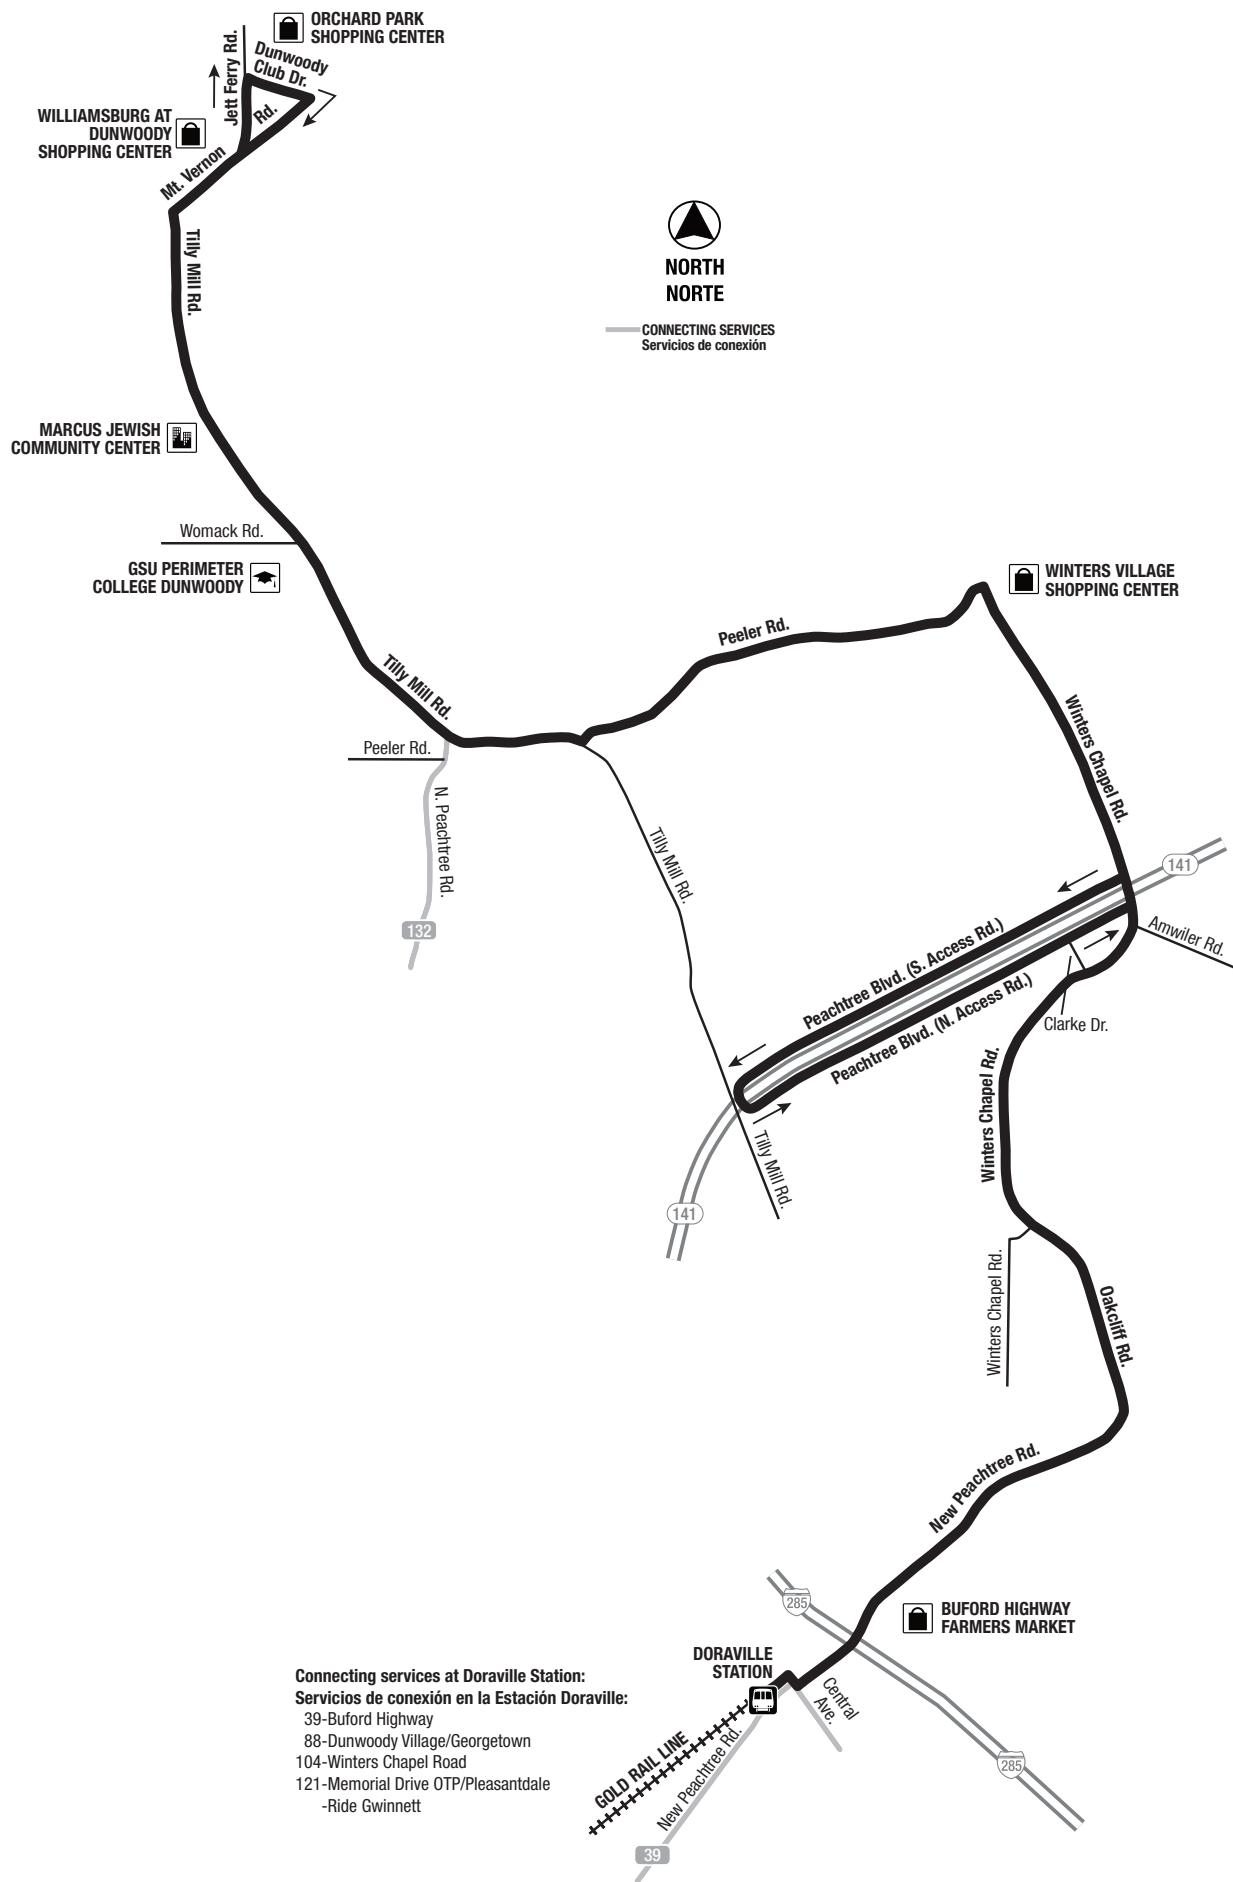 ORCHARD PARK
SHOPPING CENTER
Jett Ferry Rd.
Dunwoody
Club Dr.
Rd.
WILLIAMSBURG AT
DUNWOODY
SHOPPING CENTER
Mt. Vernon
Tilly Mill Rd.
NORTH
NORTE
CONNECTING SERVICES
Servicios de conexión
MARCUS JEWISH
COMMUNITY CENTER
Womack Rd.
GSU PERIMETER
COLLEGE DUNWOODY
WINTERS VILLAGE
SHOPPING CENTER
Peeler Rd.
Tilly Mill Rd.
Peeler Rd.
N. Peachtree Rd.
132
Tilly Mill Rd.
Winters Chapel Rd.
141
Amwiler Rd.
Peachtree Blvd. (S. Access Rd.)
Peachtree Blvd. (N. Access Rd.)
Clarke Dr.
Winters Chapel Rd.
Tilly Mill Rd.
141
Winters Chapel Rd.
Oakcliff Rd.
New Peachtree Rd.
285
BUFORD HIGHWAY
FARMERS MARKET
DORAVILLE
STATION
Central
Ave.
285
Connecting services at Doraville Station:
Servicios de conexión en la Estación Doraville:
39-Buford Highway
88-Dunwoody Village/Georgetown
104-Winters Chapel Road
121-Memorial Drive OTP/Pleasantdale
-Ride Gwinnett
GOLD RAIL LINE
New Peachtree Rd.
39